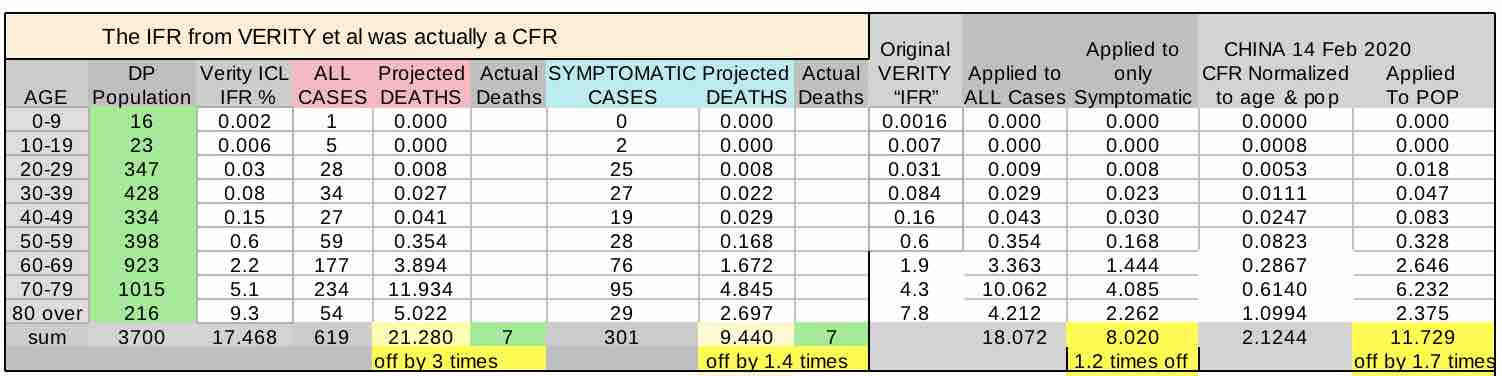 The IFR from VERITY et al was actually a CFR
Original Applied to CHINA 14 Feb 2020
DP Verity ICL ALL Projected Actual SYMPTOMATIC Projected Actual VERITY Applied to only CFR Normalized Applied
AGE Population IFR % CASES DEATHS Deaths CASES DEATHS Deaths “IFR” ALL Cases Symptomatic to age & pop To POP
0-9 16 0.002 1 0.000 0 0.000 0.0016 0.000 0.000 0.0000 0.000
10-19 23 0.006 5 0.000 2 0.000 0.007 0.000 0.000 0.0008 0.000
20-29 347 0.03 28 0.008 25 0.008 0.031 0.009 0.008 0.0053 0.018
30-39 428 0.08 34 0.027 27 0.022 0.084 0.029 0.023 0.0111 0.047
40-49 334 0.15 27 0.041 19 0.029 0.16 0.043 0.030 0.0247 0.083
50-59 398 0.6 59 0.354 28 0.168 0.6 0.354 0.168 0.0823 0.328
60-69 923 2.2 177 3.894 76 1.672 1.9 3.363 1.444 0.2867 2.646
70-79 1015 5.1 234 11.934 95 4.845 4.3 10.062 4.085 0.6140 6.232
80 over 216 9.3 54 5.022 29 2.697 7.8 4.212 2.262 1.0994 2.375
sum 3700 17.468 619 21.280 7 301 9.440 7 18.072 8.020 2.1244 11.729
off by 3 times off by 1.4 times 1.2 times off off by 1.7 times